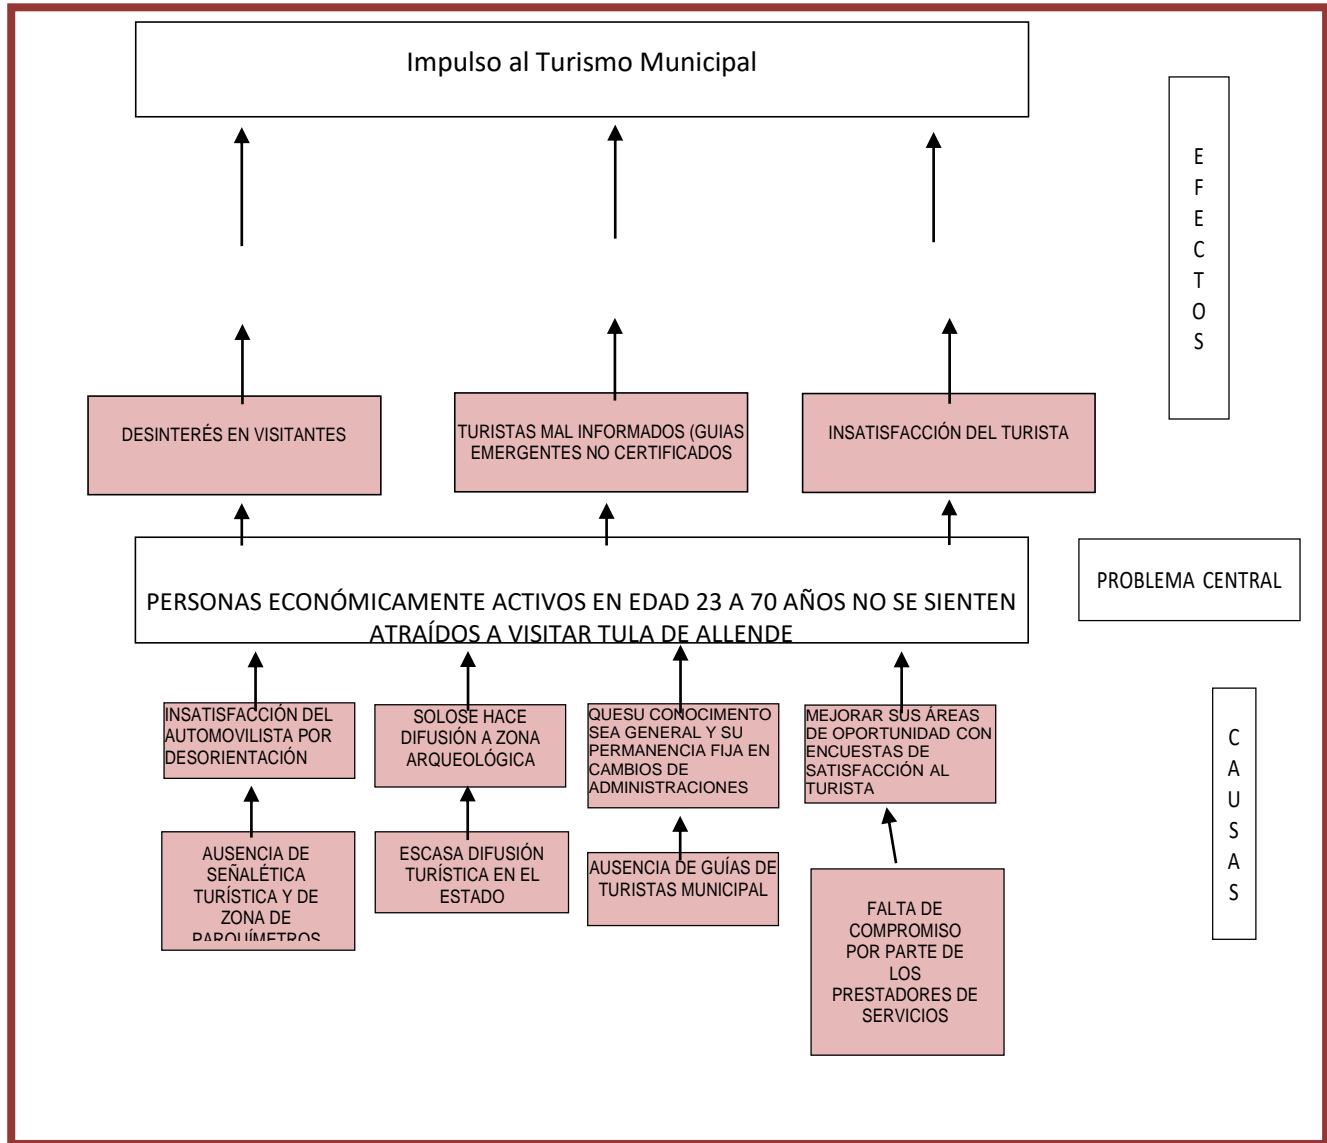 Impulso al Turismo Municipal
E
F
E
C
T
O
S
DESINTERÉS EN VISITANTES
TURISTAS MAL INFORMADOS (GUIAS
EMERGENTES NO CERTIFICADOS
INSATISFACCIÓN DEL TURISTA
PROBLEMA CENTRAL
PERSONAS ECONÓMICAMENTE ACTIVOS EN EDAD 23 A 70 AÑOS NO SE SIENTEN
ATRAÍDOS A VISITAR TULA DE ALLENDE
INSATISFACCIÓN DEL
AUTOMOVILISTA POR
DESORIENTACIÓN
SOLOSE HACE
DIFUSIÓN A ZONA
ARQUEOLÓGICA
QUESU CONOCIMENTO
SEA GENERAL Y SU
PERMANENCIA FIJA EN
CAMBIOS DE
ADMINISTRACIONES
MEJORAR SUS ÁREAS
DE OPORTUNIDAD CON
ENCUESTAS DE
SATISFACCIÓN AL
TURISTA
C
A
U
S
A
S
AUSENCIA DE
SEÑALÉTICA
TURÍSTICA Y DE
ZONA DE
PARQUÍMETROS
ESCASA DIFUSIÓN
TURÍSTICA EN EL
ESTADO
AUSENCIA DE GUÍAS DE
TURISTAS MUNICIPAL
FALTA DE
COMPROMISO
POR PARTE DE
LOS
PRESTADORES DE
SERVICIOS